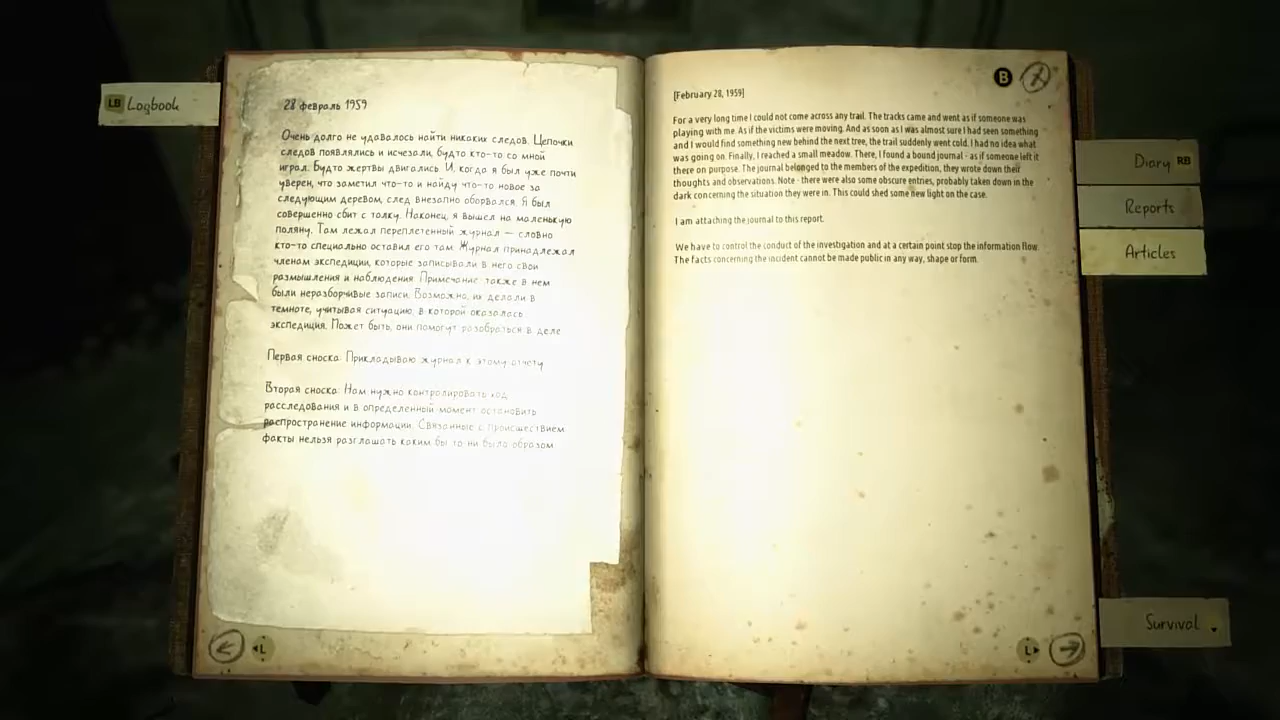 LB Logbook
28 февраль 1959
Очень долго не удавалось найти никаких следов. Цепочки
следов появлялись и исчезали, будто кто-то со мной
играл. Будто жертвы двигались. И, когда я был уже почти
уверен, что заметил что-то и найду что-то новое за
следующим деревом, след внезапно оборвался. Я был
совершенно сбит с толку. Наконец, я вышел на маленькую
поляну. Там лежал переплетенный журнал — словно
кто-то специально оставил его там. Журнал принадлежал
членам экспедиции, которые записывали в него свои
размышления и наблюдения. Примечание: также в нем
были неразборчивые записи. Возможно, их делали в
темноте, учитывая ситуацию, в которой оказалась
экспедиция. Может быть, они помогут разобраться в деле
Первая сноска: Прикладываю журнал к этому отчету
Вторая сноска: Нам нужно контролировать ход
расследования и в определенный момент остановить
распространение информации. Связанные с происшествием
факты нельзя разглашать каким бы то ни было образом
L
B
[February 28, 1959]
For a very long time I could not come across any trail. The tracks came and went as if someone was
playing with me. As if the victims were moving. And as soon as I was almost sure I had seen something
and I would find something new behind the next tree, the trail suddenly went cold. I had no idea what
was going on. Finally, I reached a small meadow. There, I found a bound journal - as if someone left it
there on purpose. The journal belonged to the members of the expedition, they wrote down their
thoughts and observations. Note - there were also some obscure entries, probably taken down in the
dark concerning the situation they were in. This could shed some new light on the case.
I am attaching the journal to this report.
We have to control the conduct of the investigation and at a certain point stop the information flow.
The facts concerning the incident cannot be made public in any way, shape or form.
L
Diary RB
Reports
Articles
Survival